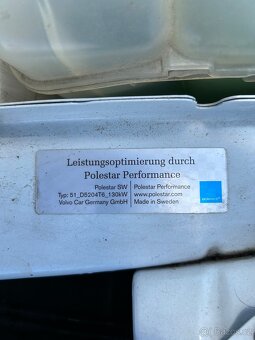 Leistungsoptimierung durch
Polestar Performance
Polestar SW
Typ: 51_D5204T6_130kW
Volvo Car Germany GmbH
Polestar Performance
www.polestar.com
Made in Sweden